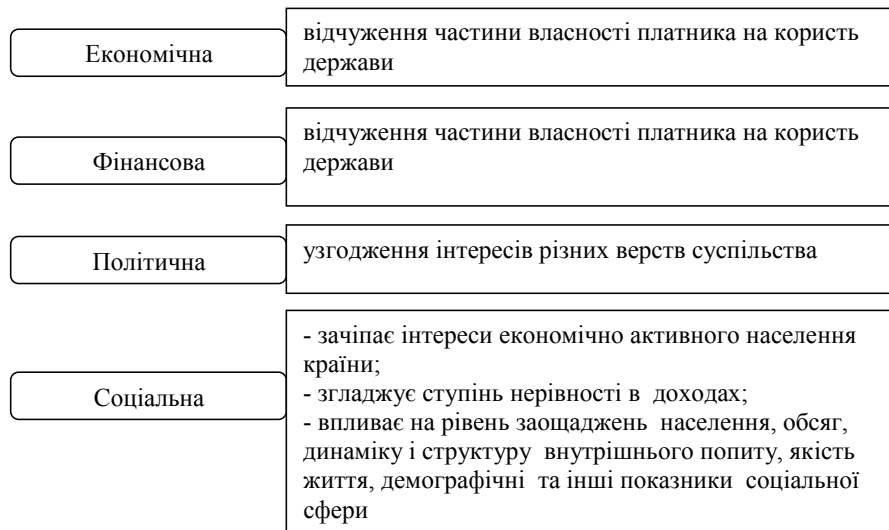 Економічна
відчуження частини власності платника на користь
держави
Фінансова
відчуження частини власності платника на користь
держави
Політична
узгодження інтересів різних верств суспільства
Соціальна
- зачіпає інтереси економічно активного населення
країни;
- згладжує ступінь нерівності в доходах;
- впливає на рівень заощаджень населення, обсяг,
динаміку і структуру внутрішнього попиту, якість
життя, демографічні та інші показники соціальної
сфери